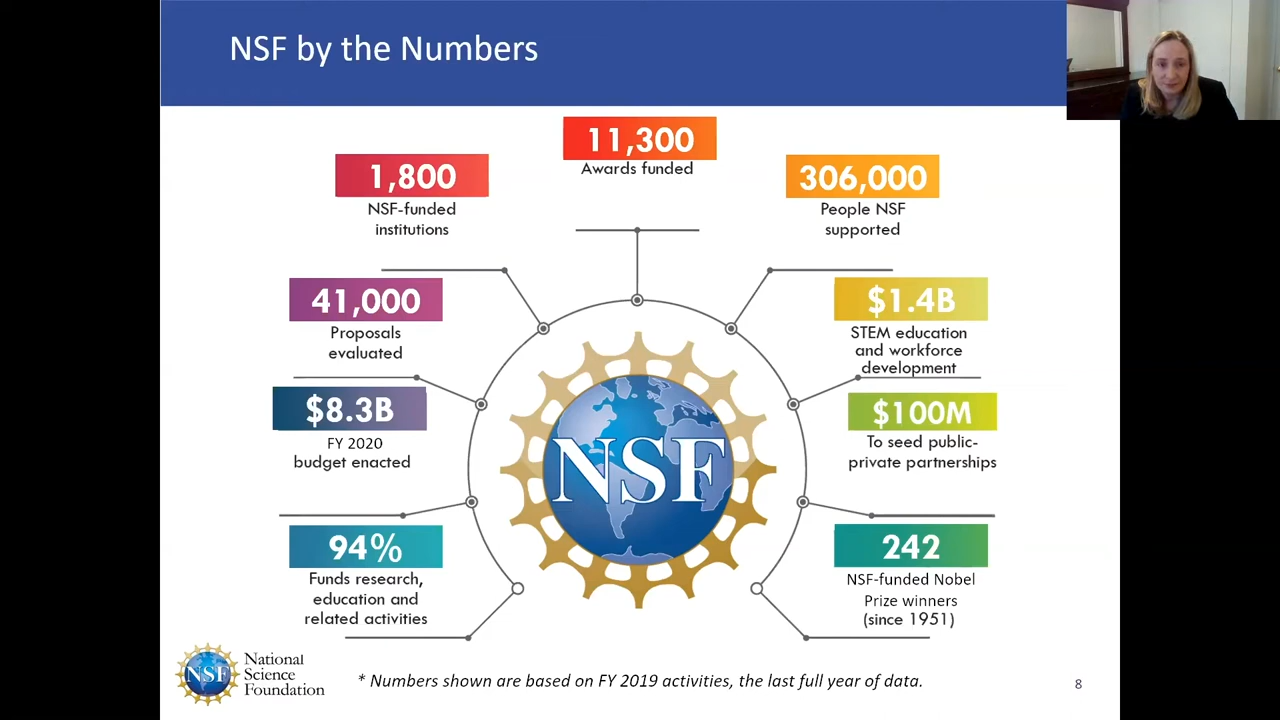 NSF by the Numbers
11,300
Awards funded
1,800
NSF-funded
institutions
306,000
People NSF
supported
41,000
Proposals
evaluated
$1.4B
STEM education
and workforce
development
$8.3B
FY 2020
budget enacted
$100M
To seed public-
private partnerships
94%
Funds research,
education and
related activities
242
NSF-funded Nobel
Prize winners
(since 1951)
NSF
NSF
National
Science
Foundation
* Numbers shown are based on FY 2019 activities, the last full year of data.
8